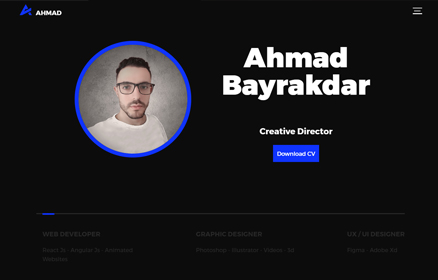 AHMAD
Ahmad
Bayrakdar
Creative Director
Download CV
WEB DEVELOPER
GRAPHIC DESIGNER
UX / UI DESIGNER
React Js - Angular Js - Animated
Websites
Photoshop - Illustrator - Videos - 3d
Figma - Adobe Xd